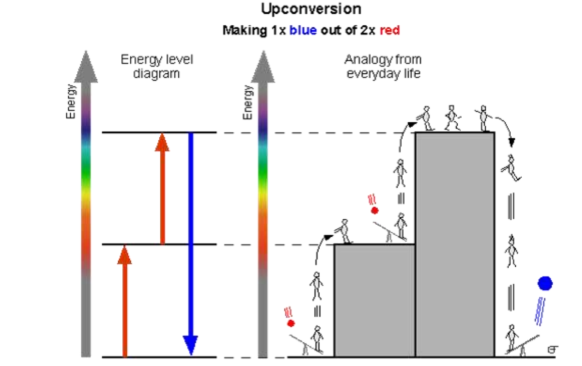 Upconversion
Making 1x blue out of 2x red
Energy level
diagram
Analogy from
everyday life
Energy
Energy